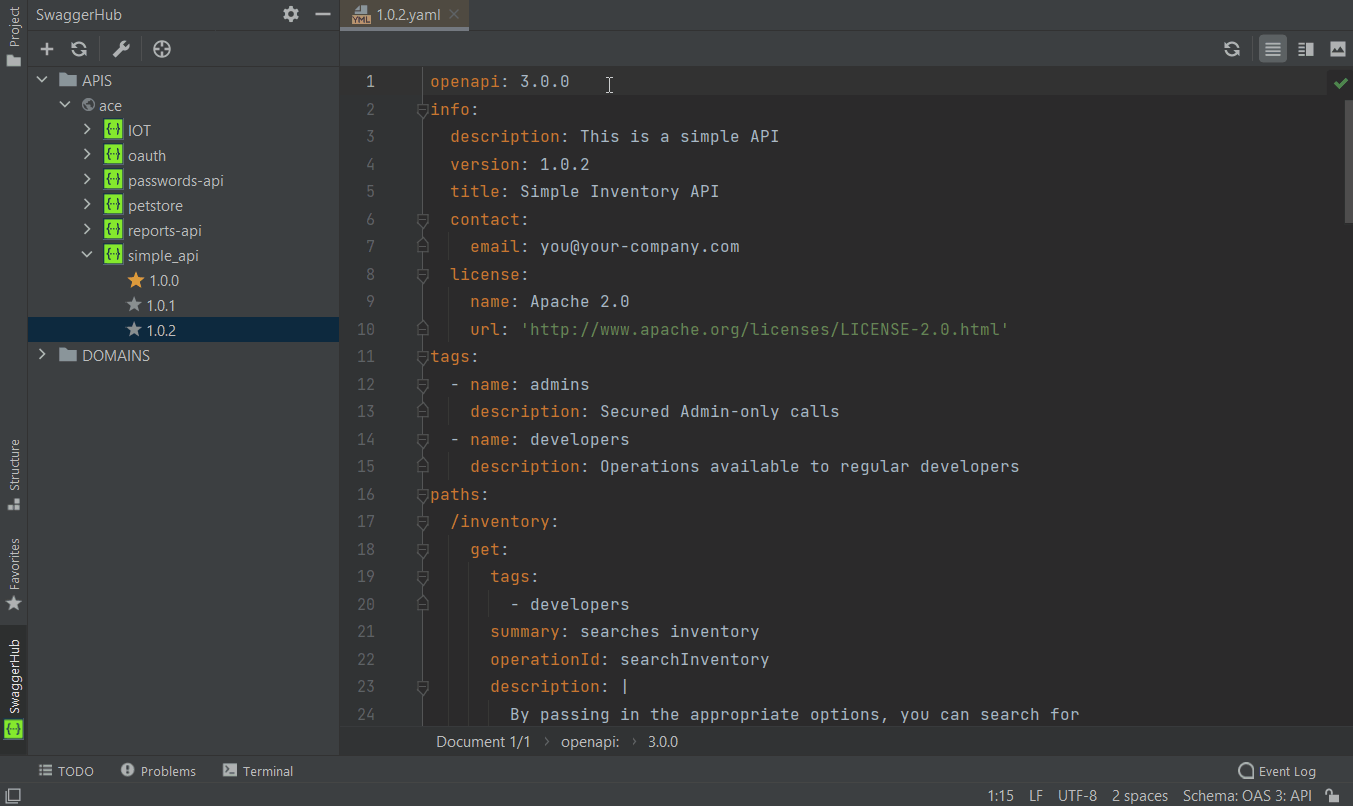 Project
SwaggerHub
1.0.2.yaml
APIS
ace
IOT
oauth
passwords-api
petstore
reports-api
simple_api
1.0.0
1.0.1
1.0.2
DOMAINS
Structure
Favorites
SwaggerHub
1 openapi: 3.0.0
2 info:
3 description: This is a simple API
4 version: 1.0.2
5 title: Simple Inventory API
6 contact:
7 email: you@your-company.com
8 license:
9 name: Apache 2.0
10 url: 'http://www.apache.org/licenses/LICENSE-2.0.html'
11 tags:
12 - name: admins
13 description: Secured Admin-only calls
14 - name: developers
15 description: Operations available to regular developers
16 paths:
17 /inventory:
18 get:
19 tags:
20 - developers
21 summary: searches inventory
22 operationId: searchInventory
23 description: |
24 By passing in the appropriate options, you can search for
Document 1/1 › openapi: › 3.0.0
TODO Problems Terminal Event Log
1:15 LF UTF-8 2 spaces Schema: OAS 3: API